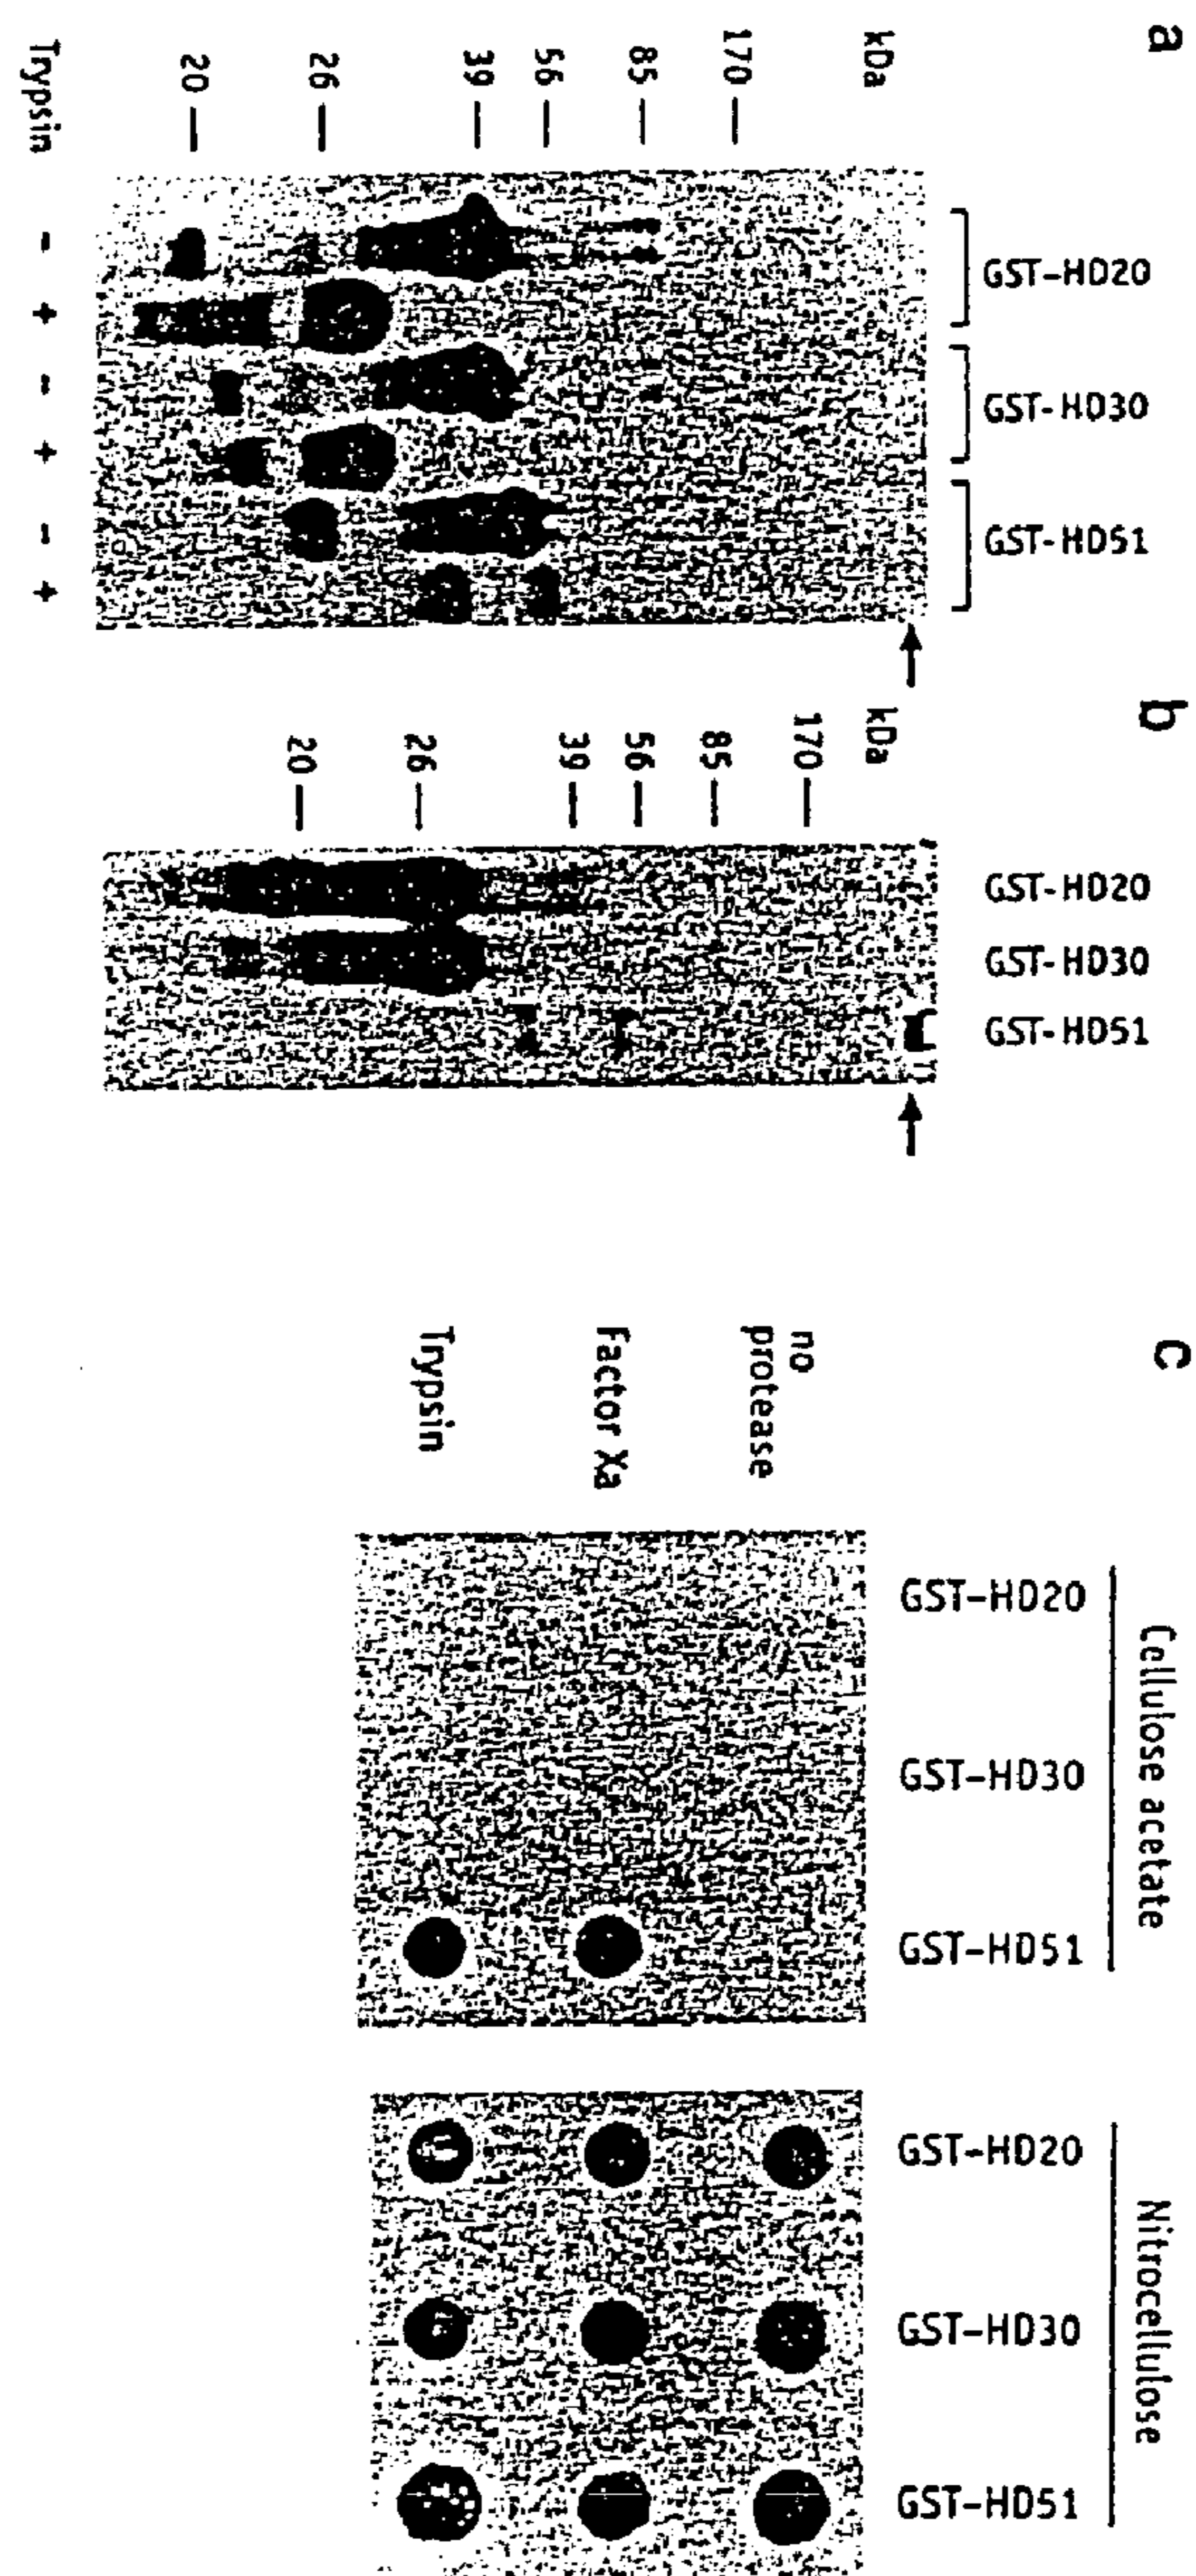 a
GST-HD20
GST-HD30
GST-HD51
kDa
170
85
56
39
26
20
Trypsin - + - + - +
b
GST-HD20
GST-HD30
GST-HD51
kDa
170
85
56
39
26
20
c
Cellulose acetate
Nitrocellulose
GST-HD20
GST-HD30
GST-HD51
GST-HD20
GST-HD30
GST-HD51
no
protease
Factor Xa
Trypsin